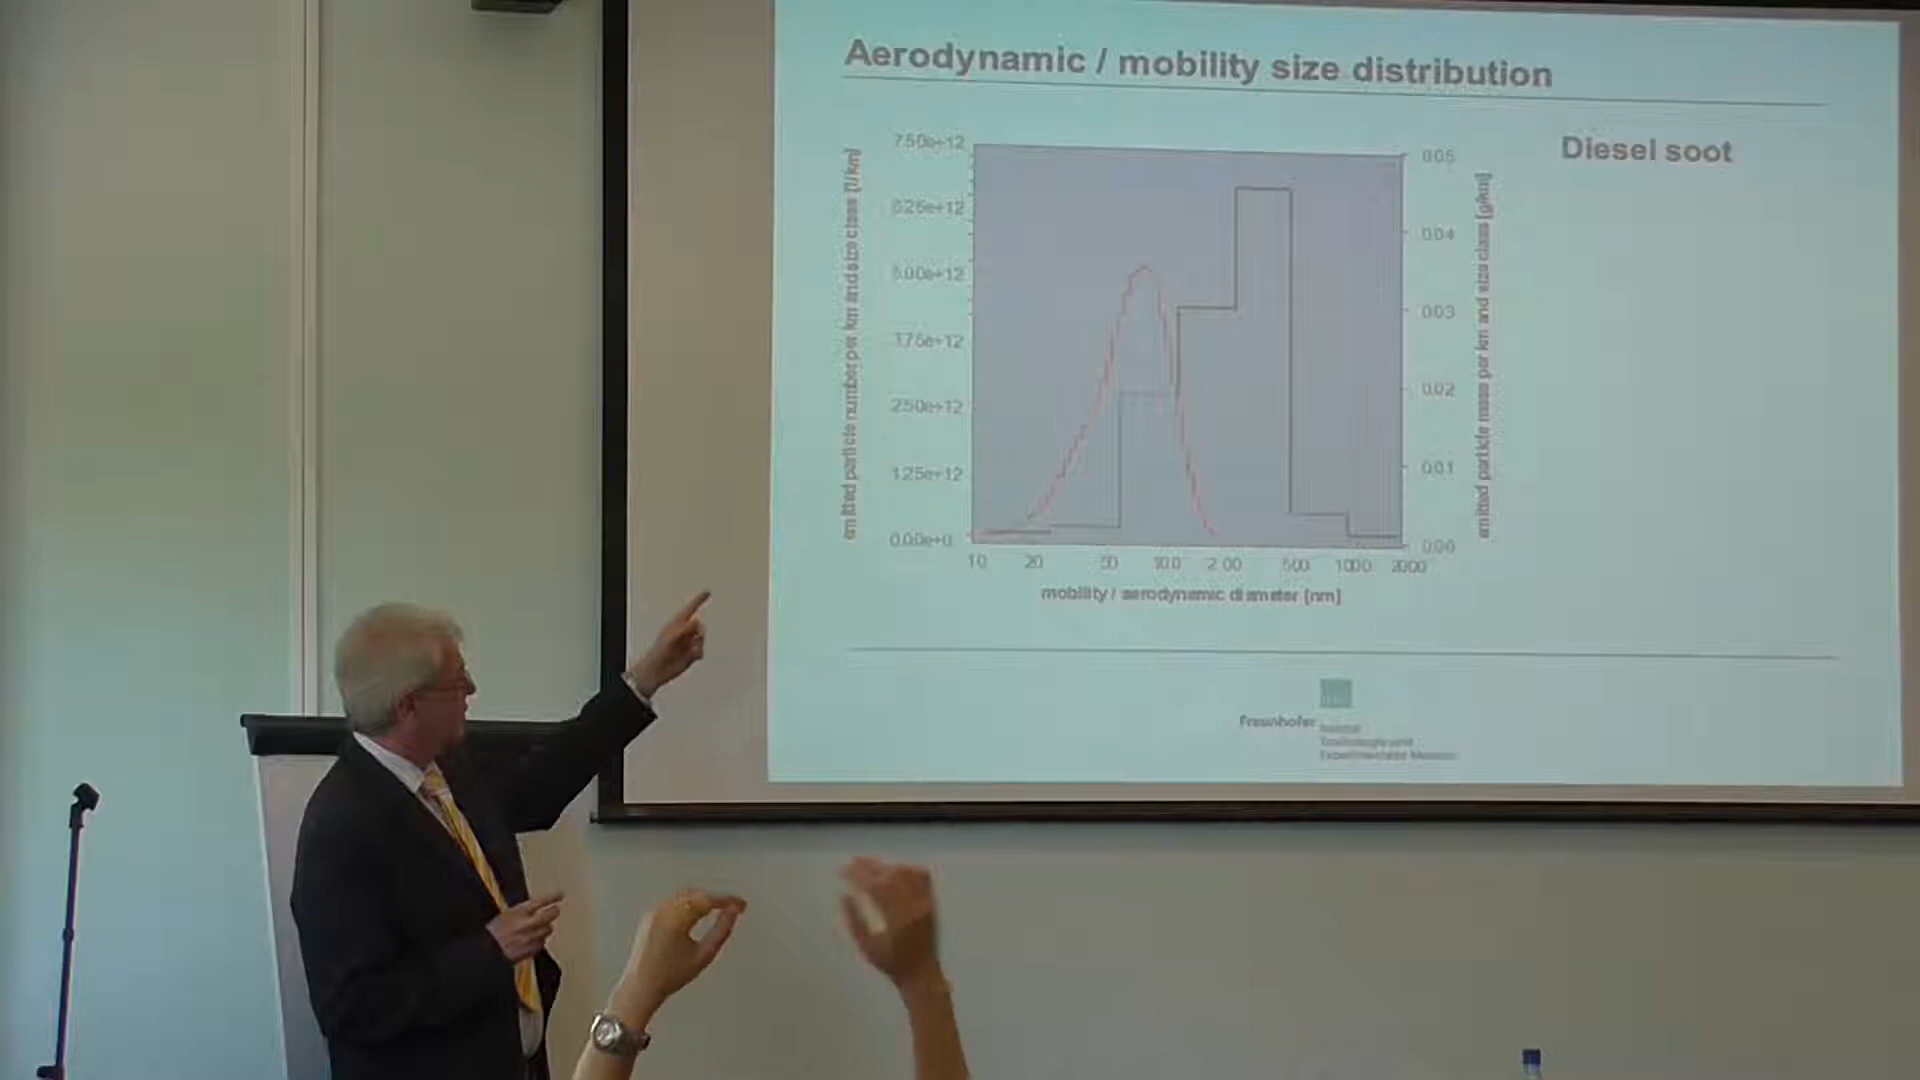 Aerodynamic / mobility size distribution
Diesel soot
emitted particle number per km and size class [1/km]
7.50e+12
6.25e+12
5.00e+12
3.75e+12
2.50e+12
1.25e+12
0.00e+0
0.05
0.04
0.03
0.02
0.01
0.00
emitted particle mass per km and size class [g/km]
10 20 50 100 200 500 1000 2000
mobility / aerodynamic diameter [nm]
Fraunhofer
Institut
Toxikologie und
Experimentelle Medizin